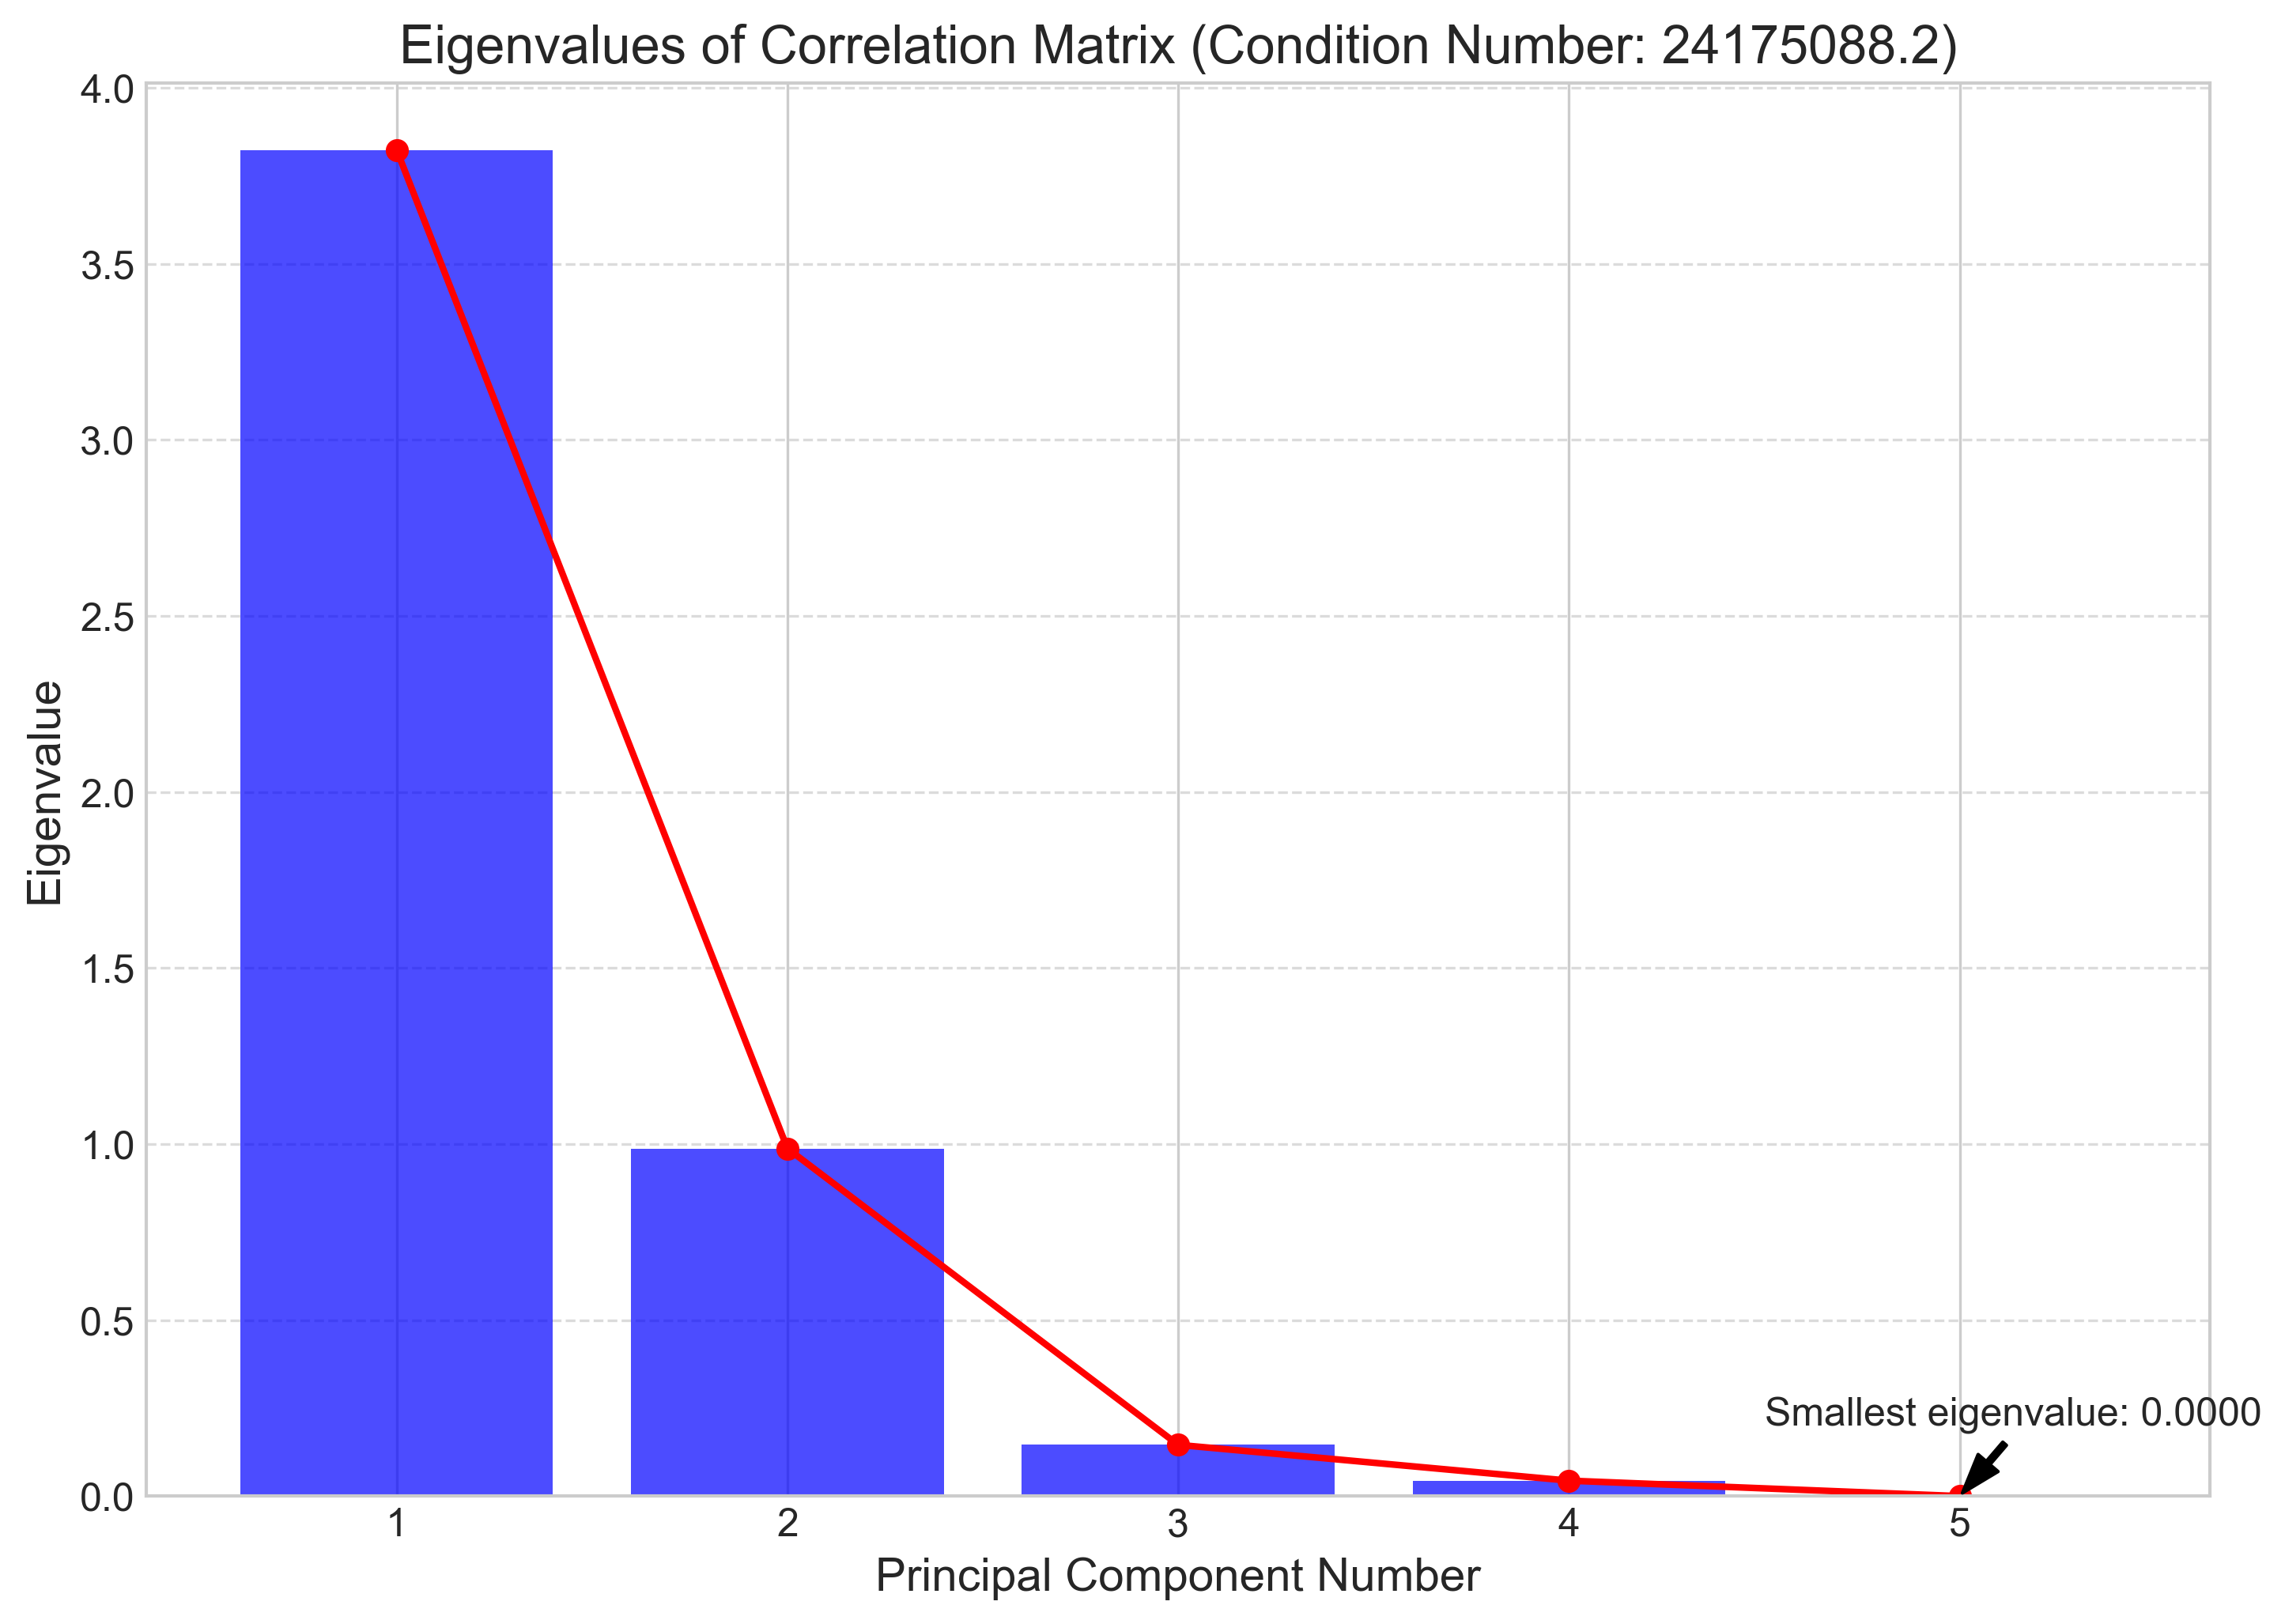 Eigenvalues of Correlation Matrix (Condition Number: 24175088.2)
4.0
3.5
3.0
2.5
2.0
1.5
1.0
0.5
0.0
Eigenvalue
Smallest eigenvalue: 0.0000
1 2 3 4 5
Principal Component Number